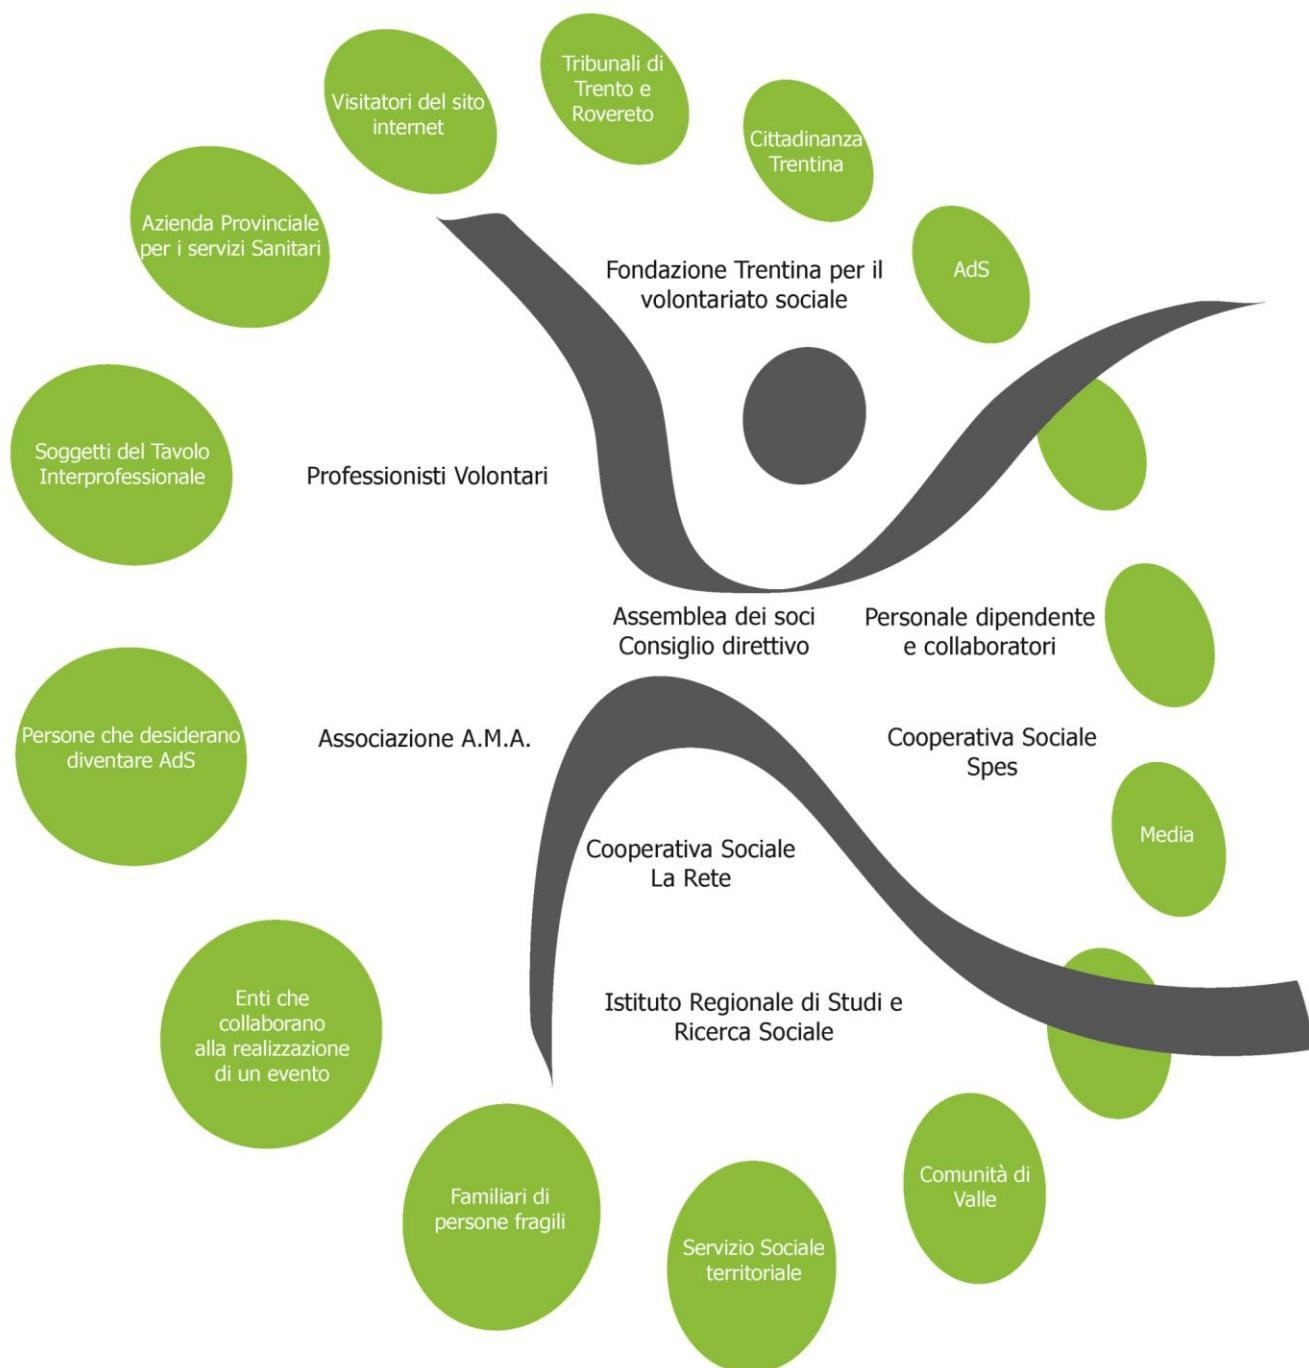 Tribunali di
Trento e
Rovereto
Visitatori del sito
internet
Cittadinanza
Trentina
Azienda Provinciale
per i servizi Sanitari
Fondazione Trentina per il
volontariato sociale
AdS
Soggetti del Tavolo
Interprofessionale
Professionisti Volontari
Assemblea dei soci
Consiglio direttivo
Personale dipendente
e collaboratori
Persone che desiderano
diventare AdS
Associazione A.M.A.
Cooperativa Sociale
Spes
Media
Cooperativa Sociale
La Rete
Enti che
collaborano
alla realizzazione
di un evento
Istituto Regionale di Studi e
Ricerca Sociale
Comunità di
Valle
Familiari di
persone fragili
Servizio Sociale
territoriale